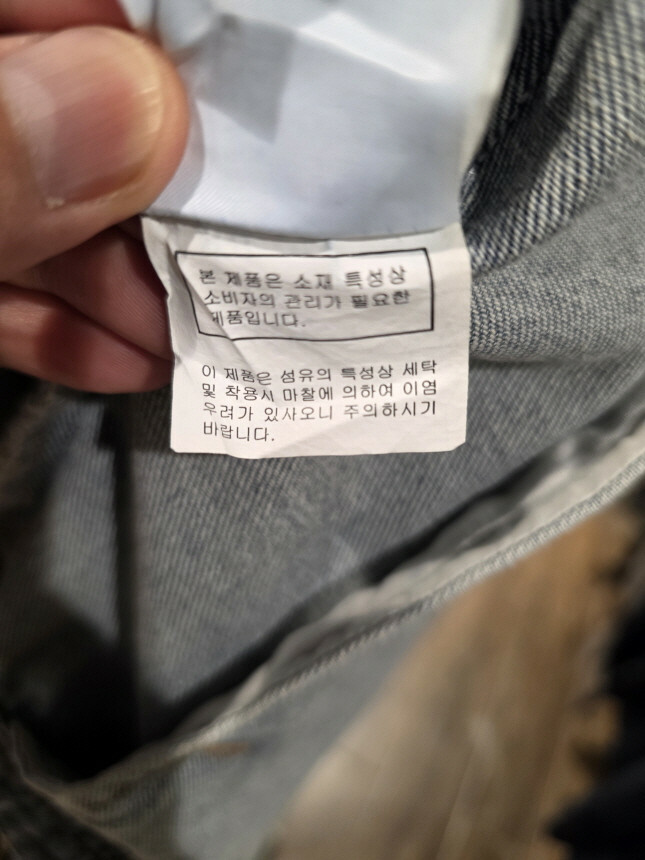 본 제품은 소재 특성상
소비자의 관리가 필요한
제품입니다.
이 제품은 섬유의 특성상 세탁
및 착용시 마찰에 의하여 이염
우려가 있사오니 주의하시기
바랍니다.